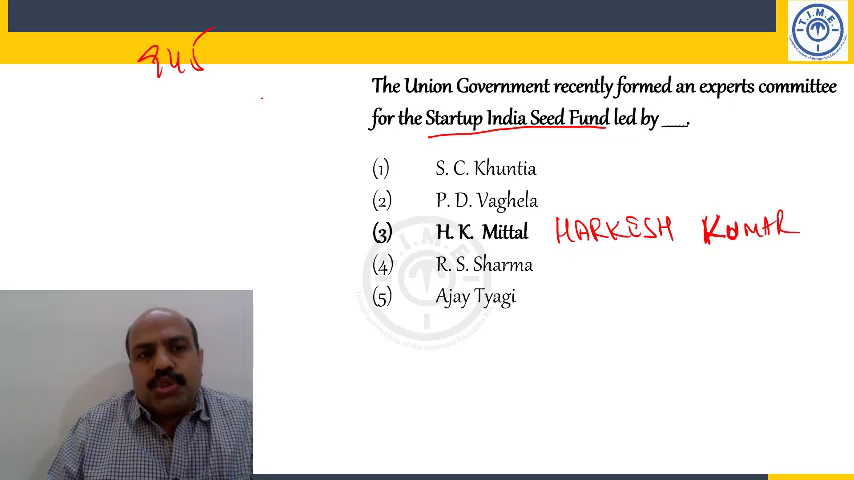 T.I.M.E.
945
The Union Government recently formed an experts committee
for the Startup India Seed Fund led by ___.
(1) S. C. Khuntia
(2) P. D. Vaghela
(3) H. K. Mittal HARKESH KUMAR
(4) R. S. Sharma
(5) Ajay Tyagi